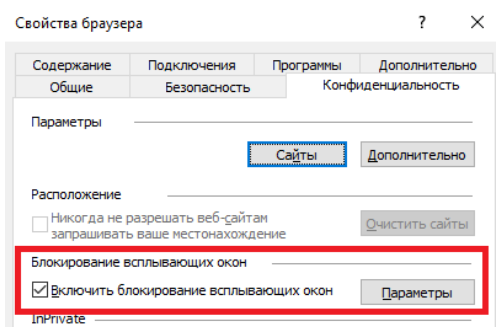 Свойства браузера ? ×
Содержание Подключения Программы Дополнительно
Общие Безопасность Конфиденциальность
Параметры
Сайты Дополнительно
Расположение
Никогда не разрешать веб-сайтам
запрашивать ваше местонахождение
Очистить сайты
Блокирование всплывающих окон
Включить блокирование всплывающих окон Параметры
InPrivate